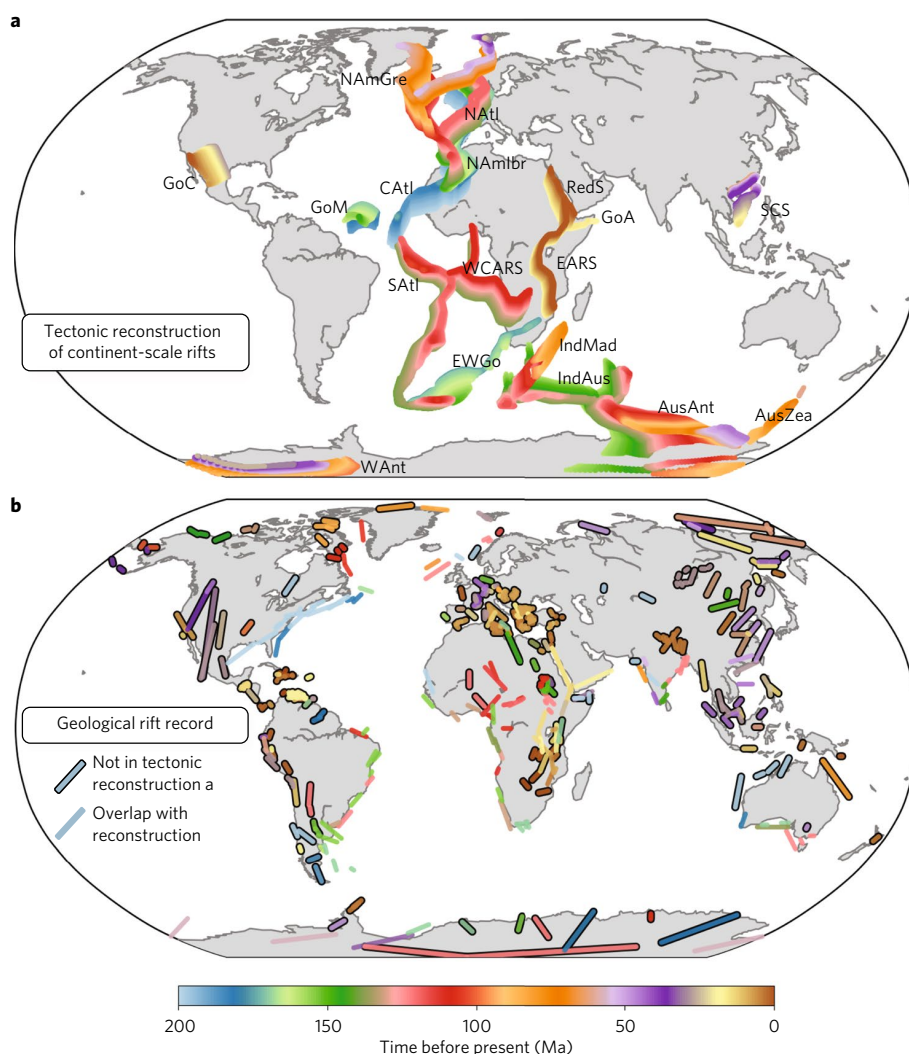 a
NAmGre
NAtl
NAmIbr
GoC
CAtl
RedS
GoM
GoA
SCS
WCARS
EARS
SAtl
Tectonic reconstruction
of continent-scale rifts
IndMad
EWGo
IndAus
AusAnt
AusZea
WAnt
b
Geological rift record
Not in tectonic
reconstruction a
Overlap with
reconstruction
200
150
100
50
0
Time before present (Ma)